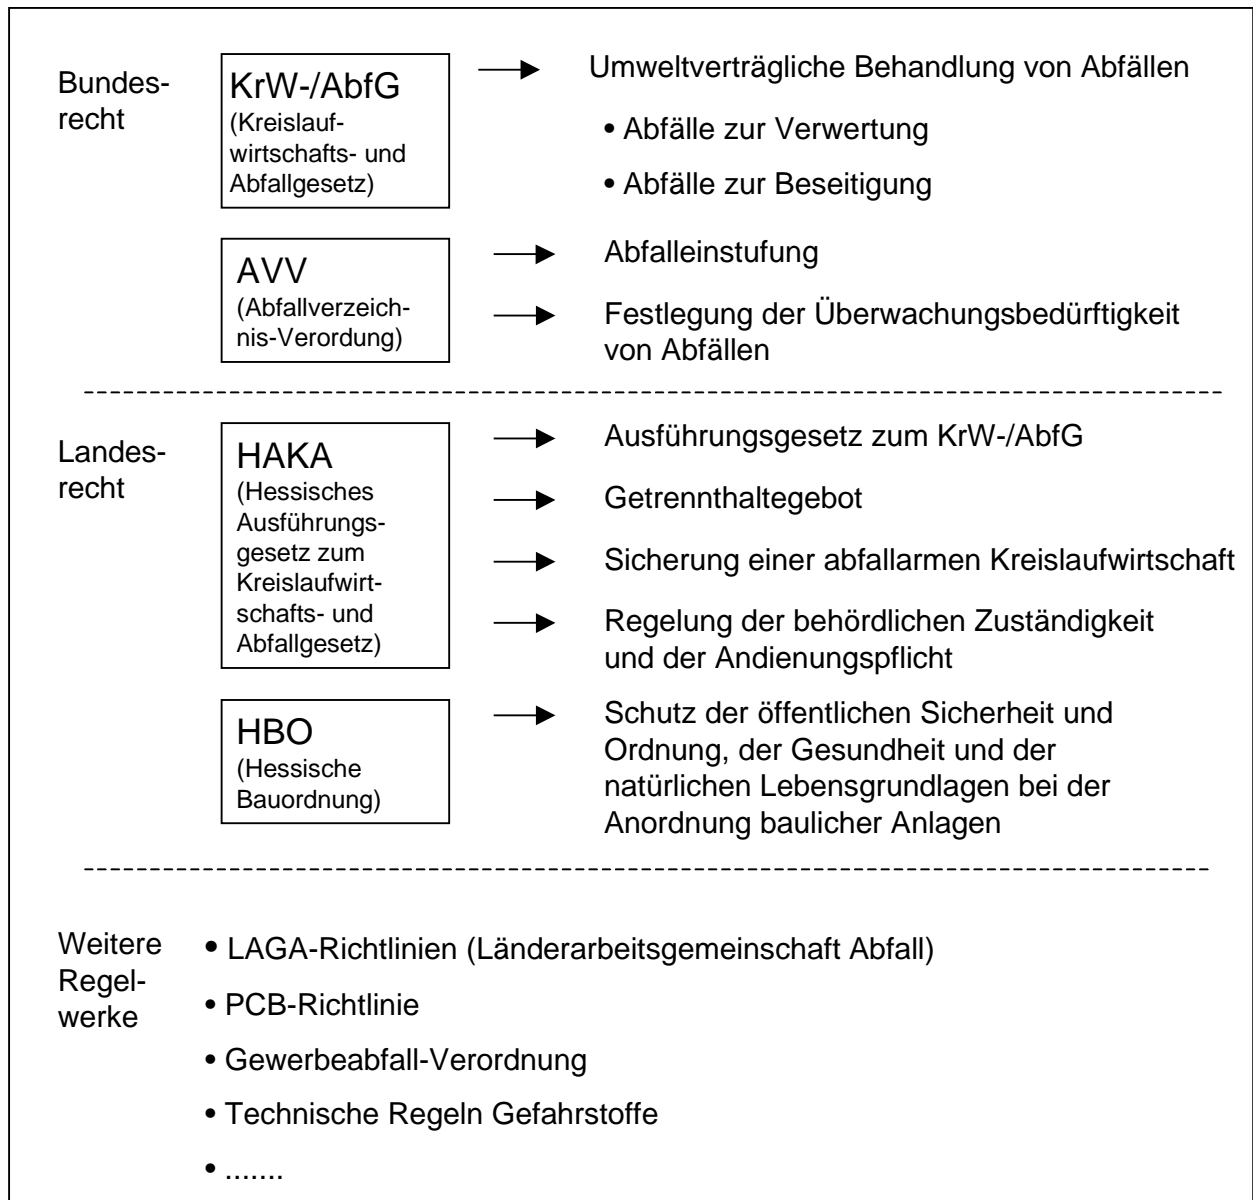 Bundes-
recht
KrW-/AbfG
(Kreislauf-
wirtschafts- und
Abfallgesetz)
Umweltverträgliche Behandlung von Abfällen
• Abfälle zur Verwertung
• Abfälle zur Beseitigung
AVV
(Abfallverzeich-
nis-Verordung)
Abfalleinstufung
Festlegung der Überwachungsbedürftigkeit
von Abfällen
Landes-
recht
HAKA
(Hessisches
Ausführungs-
gesetz zum
Kreislaufwirt-
schafts- und
Abfallgesetz)
Ausführungsgesetz zum KrW-/AbfG
Getrennthaltegebot
Sicherung einer abfallarmen Kreislaufwirtschaft
Regelung der behördlichen Zuständigkeit
und der Andienungspflicht
HBO
(Hessische
Bauordnung)
Schutz der öffentlichen Sicherheit und
Ordnung, der Gesundheit und der
natürlichen Lebensgrundlagen bei der
Anordnung baulicher Anlagen
Weitere
Regel-
werke
• LAGA-Richtlinien (Länderarbeitsgemeinschaft Abfall)
• PCB-Richtlinie
• Gewerbeabfall-Verordnung
• Technische Regeln Gefahrstoffe
• .......